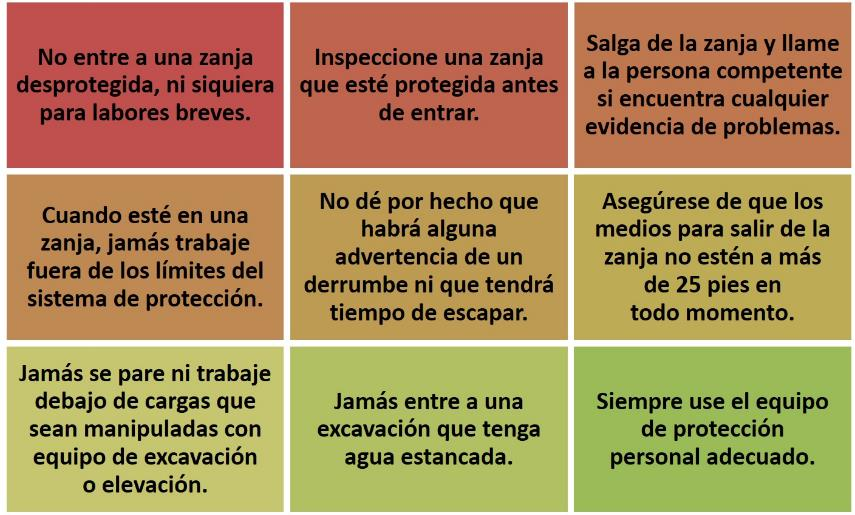 No entre a una zanja
desprotegida, ni siquiera
para labores breves.
Inspeccione una zanja
que esté protegida antes
de entrar.
Salga de la zanja y llame
a la persona competente
si encuentra cualquier
evidencia de problemas.
Cuando esté en una
zanja, jamás trabaje
fuera de los límites del
sistema de protección.
No dé por hecho que
habrá alguna
advertencia de un
derrumbe ni que tendrá
tiempo de escapar.
Asegúrese de que los
medios para salir de la
zanja no estén a más
de 25 pies en
todo momento.
Jamás se pare ni trabaje
debajo de cargas que
sean manipuladas con
equipo de excavación
o elevación.
Jamás entre a una
excavación que tenga
agua estancada.
Siempre use el equipo
de protección
personal adecuado.